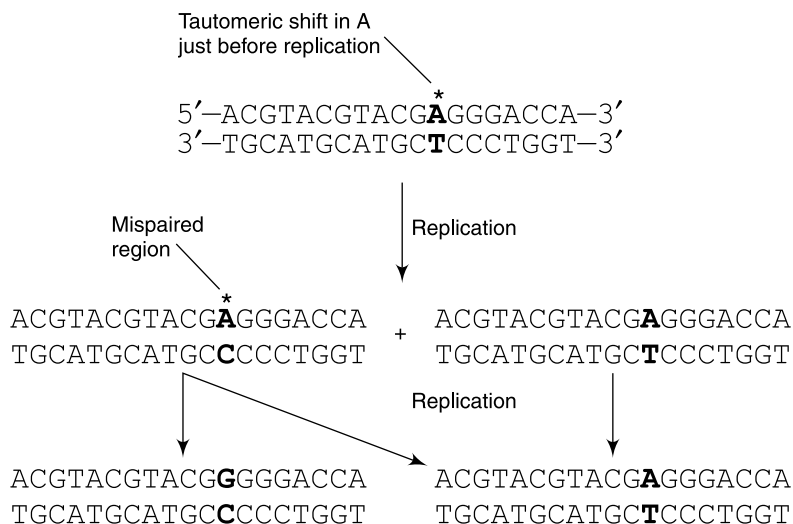 Tautomeric shift in A
just before replication
*
5′—ACGTACGTACGAGGGACCA—3′
3′—TGCATGCATGCTCCCTGGT—3′
Replication
Mispaired
region
*
ACGTACGTACGAGGGACCA
TGCATGCATGCCCCCTGGT
+
ACGTACGTACGAGGGACCA
TGCATGCATGCTCCCTGGT
Replication
ACGTACGTACGGGGGACCA
TGCATGCATGCCCCCTGGT
ACGTACGTACGAGGGACCA
TGCATGCATGCTCCCTGGT